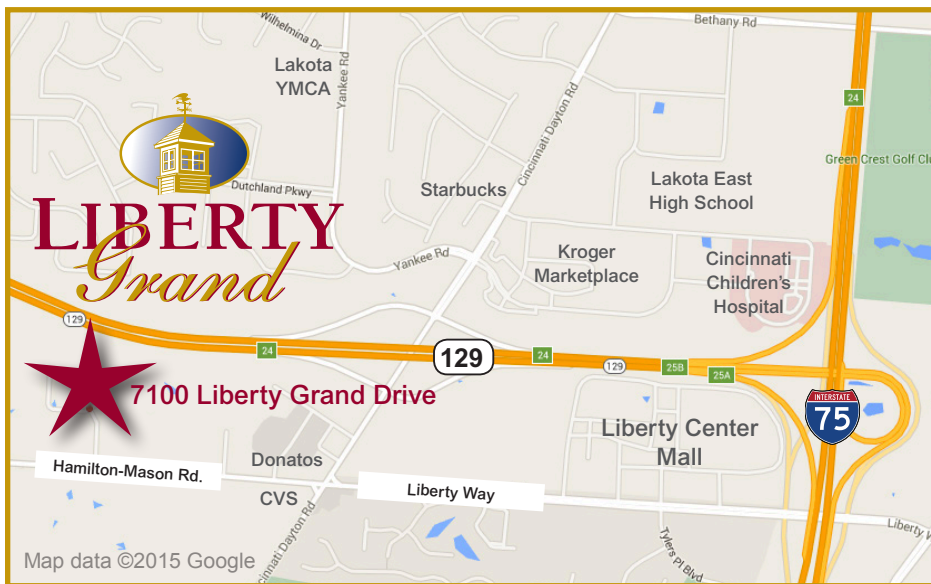 Bethany Rd
Wilhelmina Dr
Lakota
YMCA
Yankee Rd
Cincinnati Dayton Rd
24
Green Crest Golf Clu
Dutchland Pkwy
Starbucks
Lakota East
High School
LIBERTY
Grand
Yankee Rd
Kroger
Marketplace
Cincinnati
Children's
Hospital
129
24
129
24
129
25B
25A
7100 Liberty Grand Drive
INTERSTATE
75
Liberty Center
Mall
Donatos
Hamilton-Mason Rd.
CVS
Liberty Way
Cincinnati Dayton Rd
Tylers Pl Blvd
Liberty W
Map data ©2015 Google